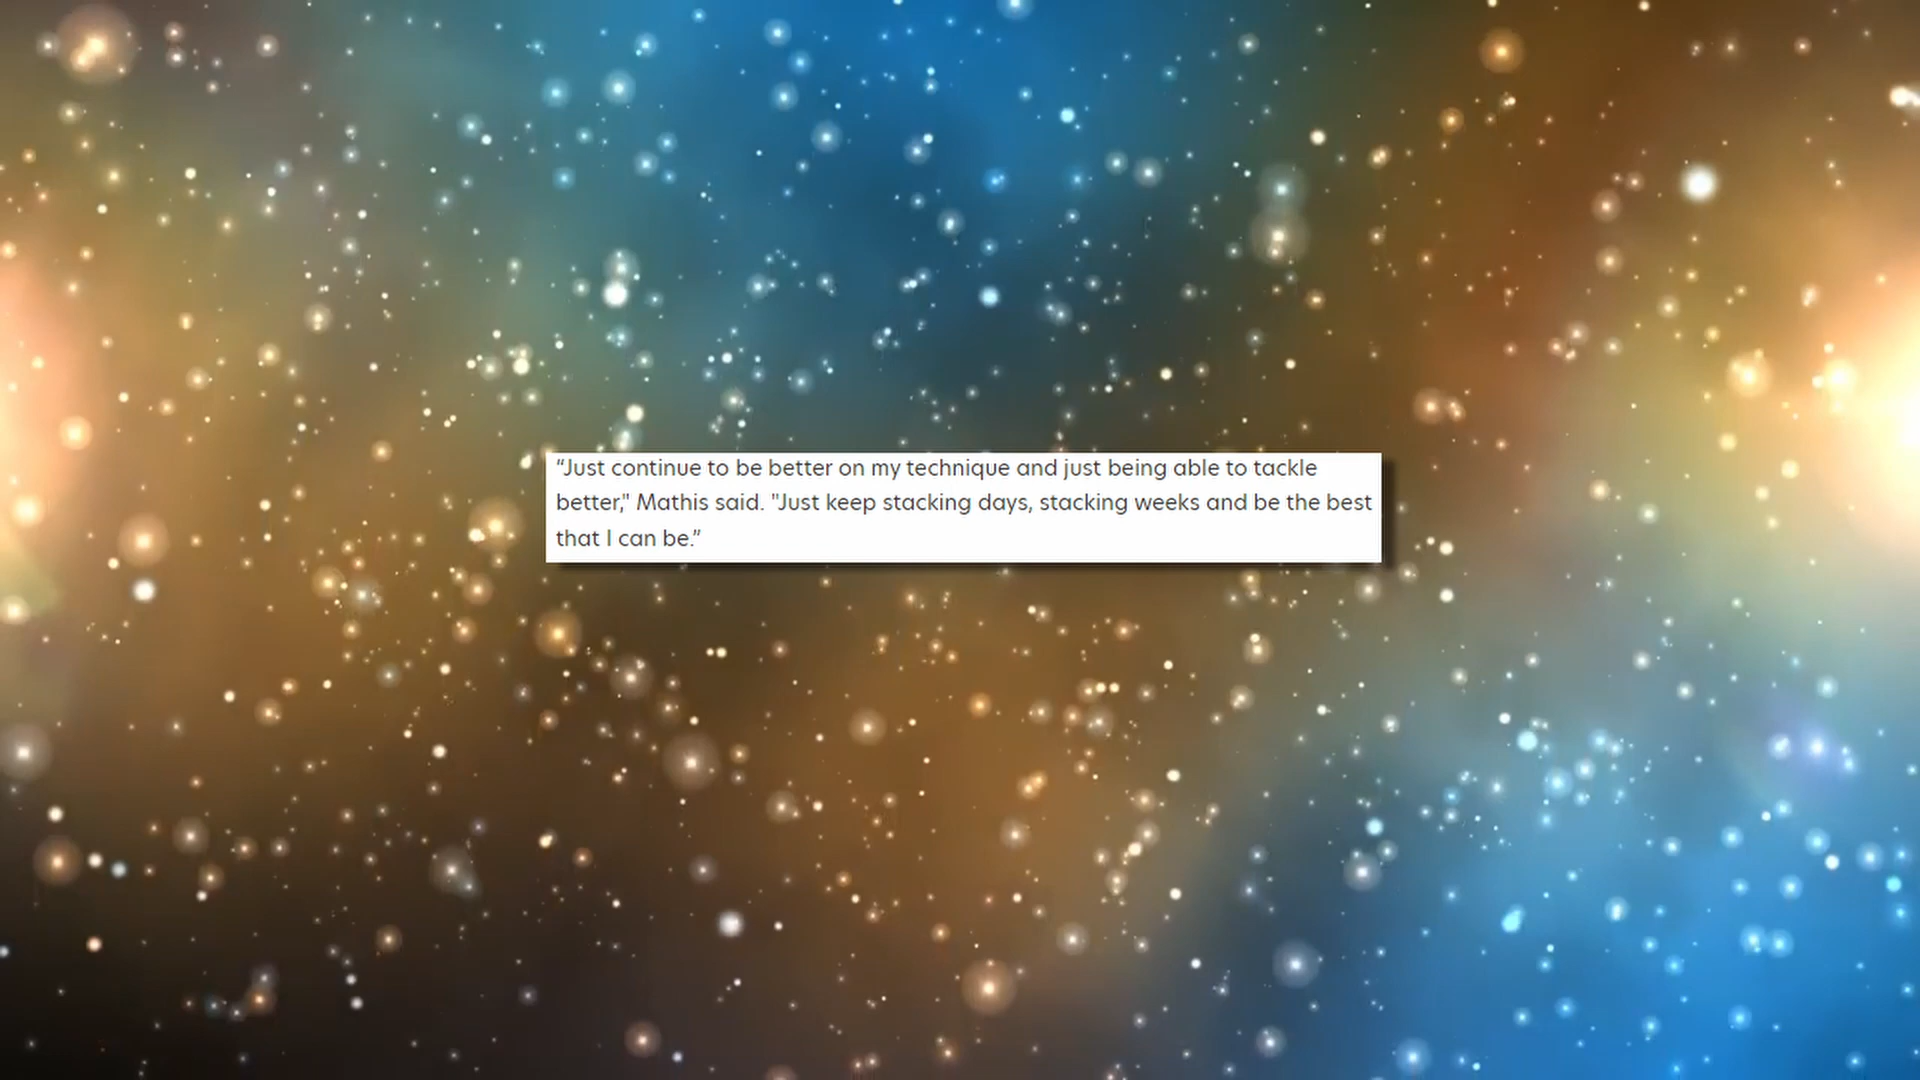 “Just continue to be better on my technique and just being able to tackle
better," Mathis said. "Just keep stacking days, stacking weeks and be the best
that I can be.”